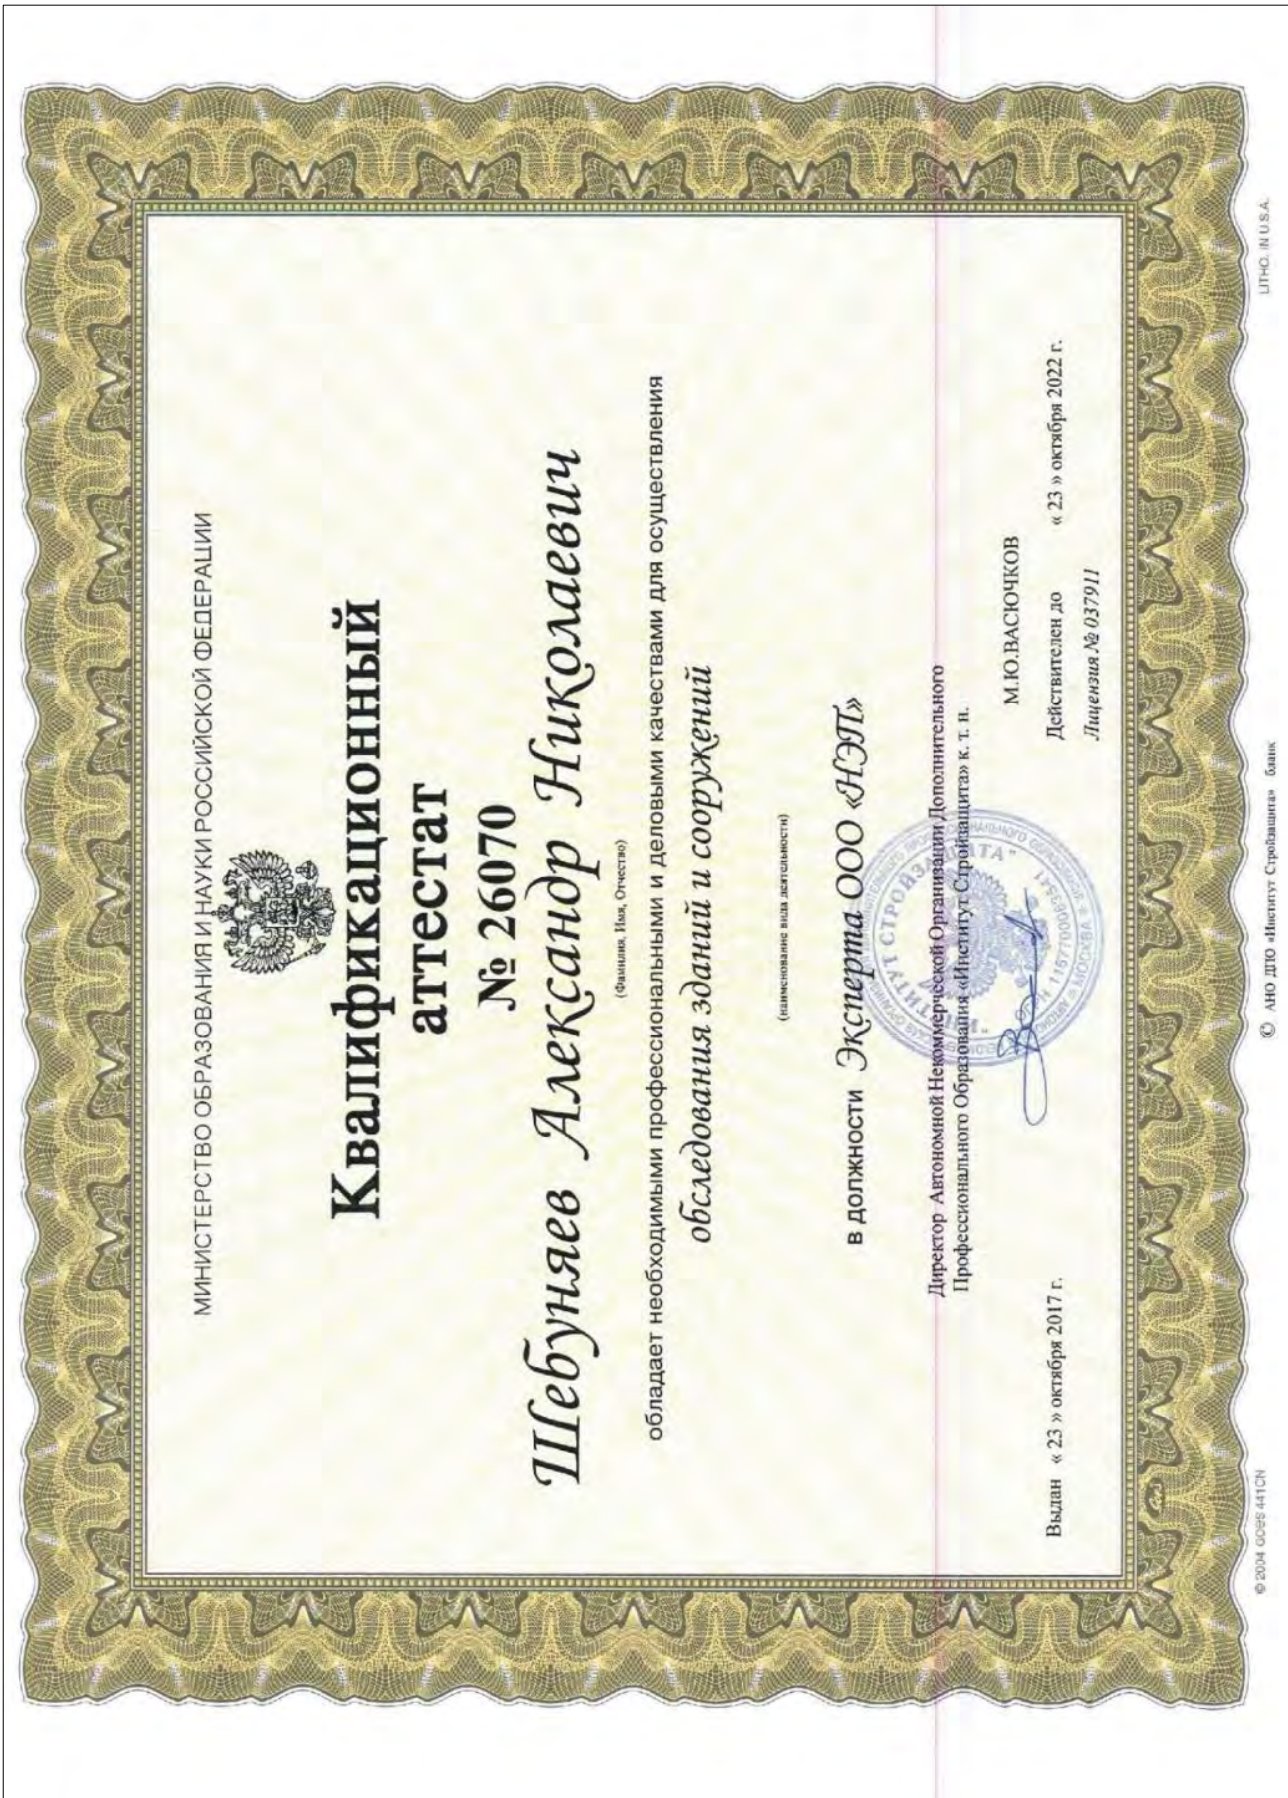 МИНИСТЕРСТВО ОБРАЗОВАНИЯ И НАУКИ РОССИЙСКОЙ ФЕДЕРАЦИИ
Квалификационный
аттестат
№ 26070
Шебуняев Александр Николаевич
(Фамилия, Имя, Отчество)
обладает необходимыми профессиональными и деловыми качествами для осуществления
обследования зданий и сооружений
(наименование вида деятельности)
в должности Эксперта ООО «НЭП»
Директор Автономной Некоммерческой Организации Дополнительного
Профессионального Образования «Институт Стройзащита» к. т. н.
М.Ю.ВАСЮЧКОВ
Выдан « 23 » октября 2017 г.
Действителен до « 23 » октября 2022 г.
Лицензия № 037911
© 2004 GOES 441CN
© АНО ДПО «Институт Стройзащита» бланк
LITHO. IN U.S.A.